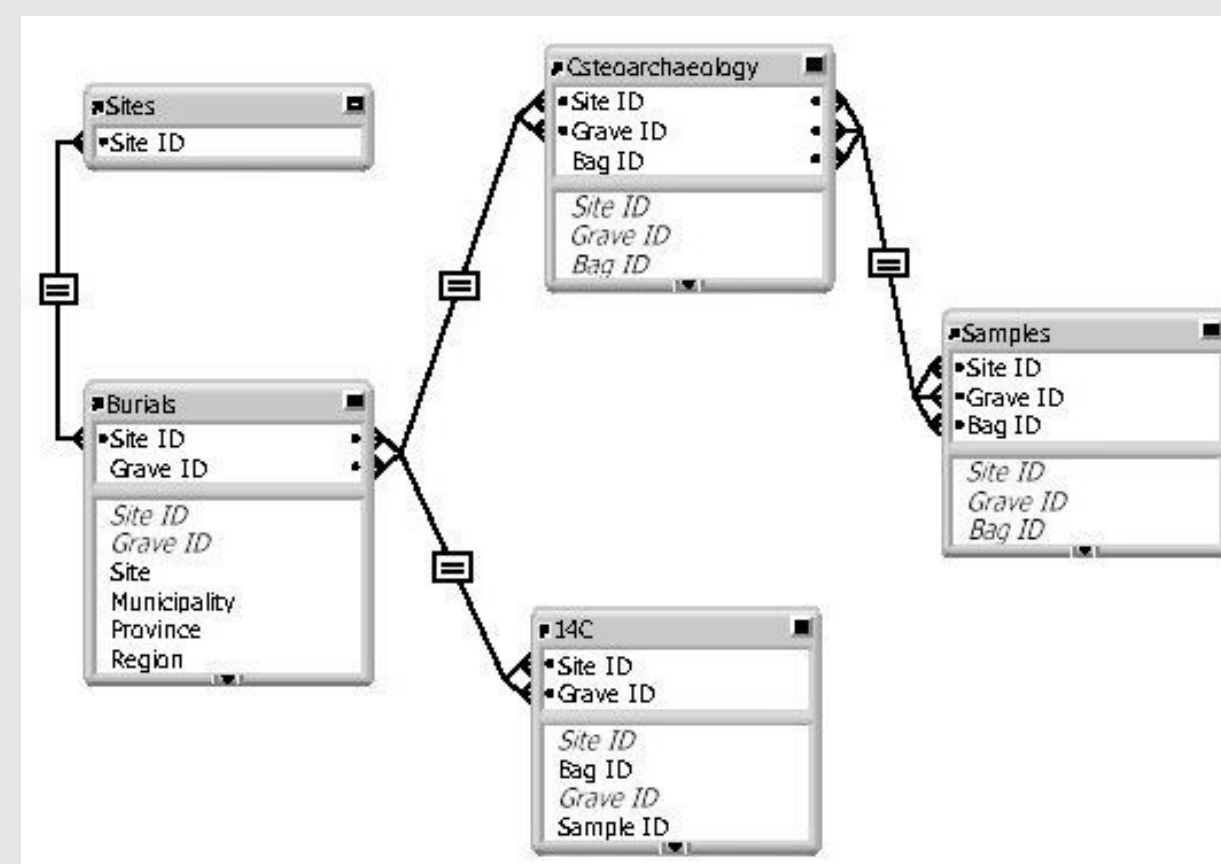 Sites
Site ID
Burials
Site ID
Grave ID
Site ID
Grave ID
Site
Municipality
Province
Region
Csteoarchaeology
Site ID
Grave ID
Bag ID
Site ID
Grave ID
Bag ID
14C
Site ID
Grave ID
Site ID
Bag ID
Grave ID
Sample ID
Samples
Site ID
Grave ID
Bag ID
Site ID
Grave ID
Bag ID